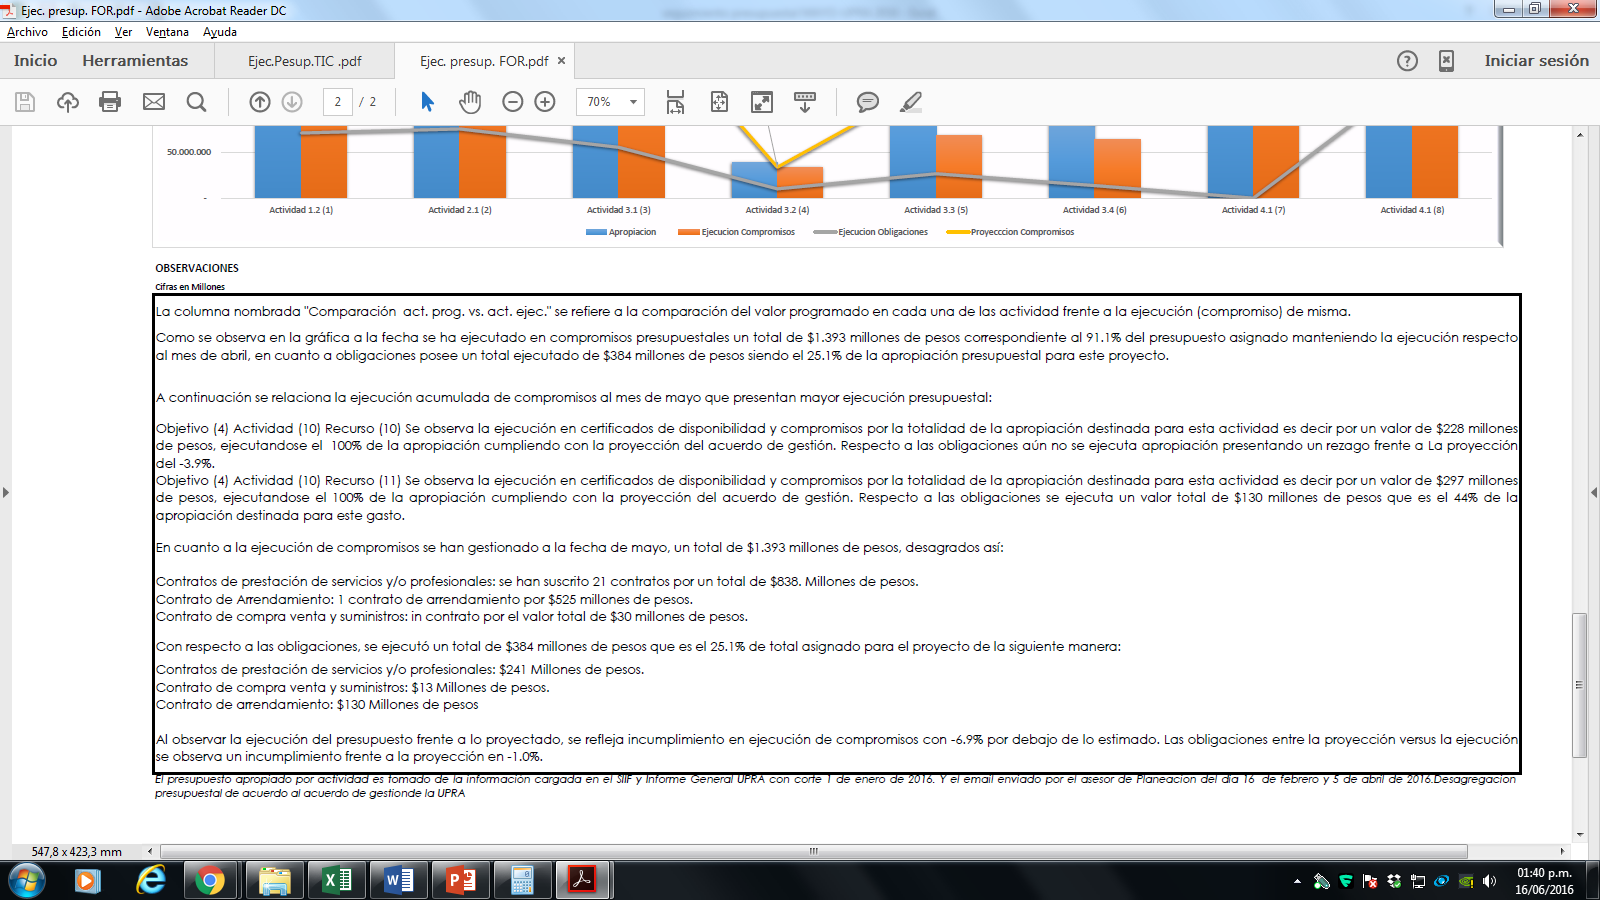 Ejec. presup. FOR.pdf - Adobe Acrobat Reader DC
Archivo Edición Ver Ventana Ayuda
Inicio Herramientas Ejec.Pesup.TIC .pdf Ejec. presup. FOR.pdf Iniciar sesión
2 / 2 70%
50.000.000
-
Actividad 1.2 (1) Actividad 2.1 (2) Actividad 3.1 (3) Actividad 3.2 (4) Actividad 3.3 (5) Actividad 3.4 (6) Actividad 4.1 (7) Actividad 4.1 (8)
Apropiacion Ejecucion Compromisos Ejecucion Obligaciones Proyecccion Compromisos
OBSERVACIONES
Cifras en Millones
La columna nombrada "Comparación act. prog. vs. act. ejec." se refiere a la comparación del valor programado en cada una de las actividad frente a la ejecución (compromiso) de misma.
Como se observa en la gráfica a la fecha se ha ejecutado en compromisos presupuestales un total de $1.393 millones de pesos correspondiente al 91.1% del presupuesto asignado manteniendo la ejecución respecto
al mes de abril, en cuanto a obligaciones posee un total ejecutado de $384 millones de pesos siendo el 25.1% de la apropiación presupuestal para este proyecto.
A continuación se relaciona la ejecución acumulada de compromisos al mes de mayo que presentan mayor ejecución presupuestal:
Objetivo (4) Actividad (10) Recurso (10) Se observa la ejecución en certificados de disponibilidad y compromisos por la totalidad de la apropiación destinada para esta actividad es decir por un valor de $228 millones
de pesos, ejecutandose el 100% de la apropiación cumpliendo con la proyección del acuerdo de gestión. Respecto a las obligaciones aún no se ejecuta apropiación presentando un rezago frente a La proyección
del -3.9%.
Objetivo (4) Actividad (10) Recurso (11) Se observa la ejecución en certificados de disponibilidad y compromisos por la totalidad de la apropiación destinada para esta actividad es decir por un valor de $297 millones
de pesos, ejecutandose el 100% de la apropiación cumpliendo con la proyección del acuerdo de gestión. Respecto a las obligaciones se ejecuta un valor total de $130 millones de pesos que es el 44% de la
apropiación destinada para este gasto.
En cuanto a la ejecución de compromisos se han gestionado a la fecha de mayo, un total de $1.393 millones de pesos, desagrados así:
Contratos de prestación de servicios y/o profesionales: se han suscrito 21 contratos por un total de $838. Millones de pesos.
Contrato de Arrendamiento: 1 contrato de arrendamiento por $525 millones de pesos.
Contrato de compra venta y suministros: in contrato por el valor total de $30 millones de pesos.
Con respecto a las obligaciones, se ejecutó un total de $384 millones de pesos que es el 25.1% de total asignado para el proyecto de la siguiente manera:
Contratos de prestación de servicios y/o profesionales: $241 Millones de pesos.
Contrato de compra venta y suministros: $13 Millones de pesos.
Contrato de arrendamiento: $130 Millones de pesos
Al observar la ejecución del presupuesto frente a lo proyectado, se refleja incumplimiento en ejecución de compromisos con -6.9% por debajo de lo estimado. Las obligaciones entre la proyección versus la ejecución
se observa un incumplimiento frente a la proyección en -1.0%.
El presupuesto apropiado por actividad es tomado de la información cargada en el SIIF y Informe General UPRA con corte 1 de enero de 2016. Y el email enviado por el asesor de Planeacion del dia 16 de febrero y 5 de abril de 2016.Desagregacion
presupuestal de acuerdo al acuerdo de gestionde la UPRA
547,8 x 423,3 mm
01:40 p.m.
16/06/2016